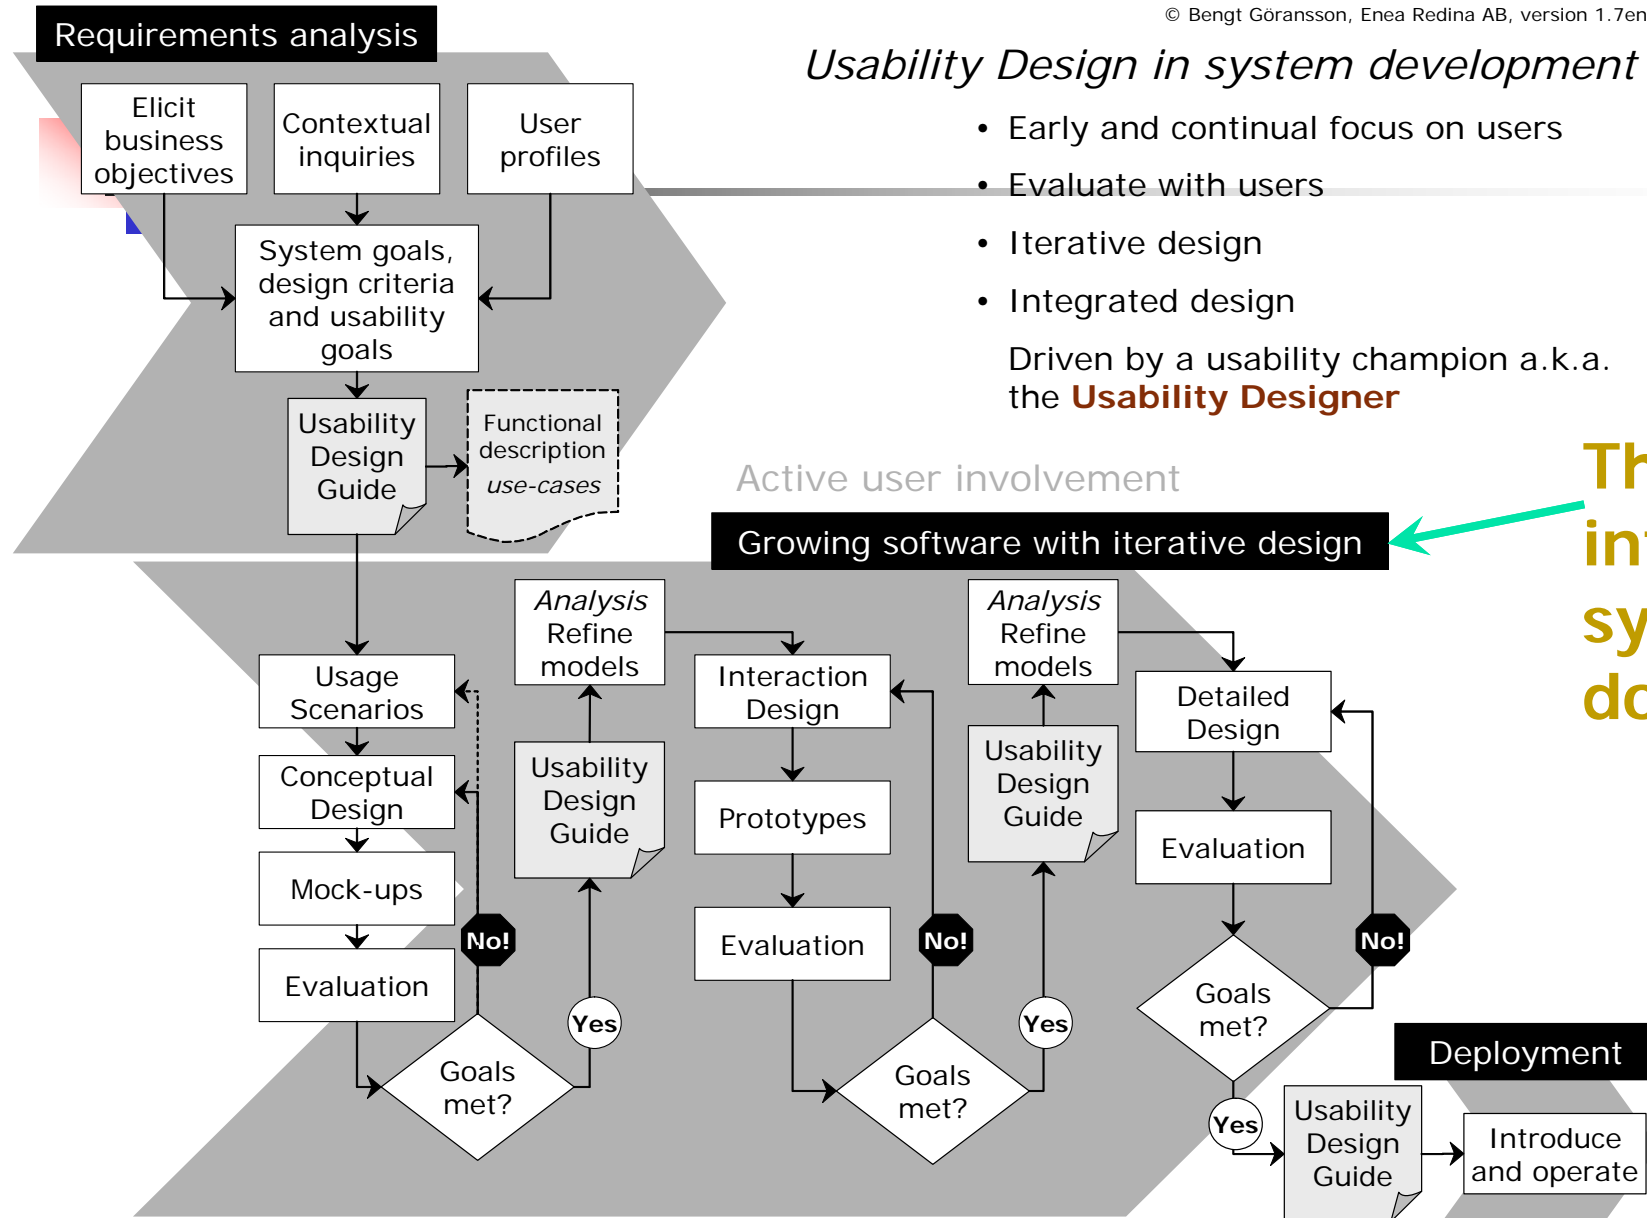 © Bengt Göransson, Enea Redina AB, version 1.7en
Requirements analysis
Usability Design in system development
• Early and continual focus on users
• Evaluate with users
• Iterative design
• Integrated design
Driven by a usability champion a.k.a.
the Usability Designer
Elicit
business
objectives
Contextual
inquiries
User
profiles
System goals,
design criteria
and usability
goals
Usability
Design
Guide
Functional
description
use-cases
Active user involvement
Growing software with iterative design
Usage
Scenarios
Conceptual
Design
Mock-ups
Evaluation
Goals
met?
No!
Yes
Usability
Design
Guide
Analysis
Refine
models
Interaction
Design
Prototypes
Evaluation
Goals
met?
No!
Yes
Usability
Design
Guide
Analysis
Refine
models
Detailed
Design
Evaluation
Goals
met?
No!
Yes
Deployment
Usability
Design
Guide
Introduce
and operate